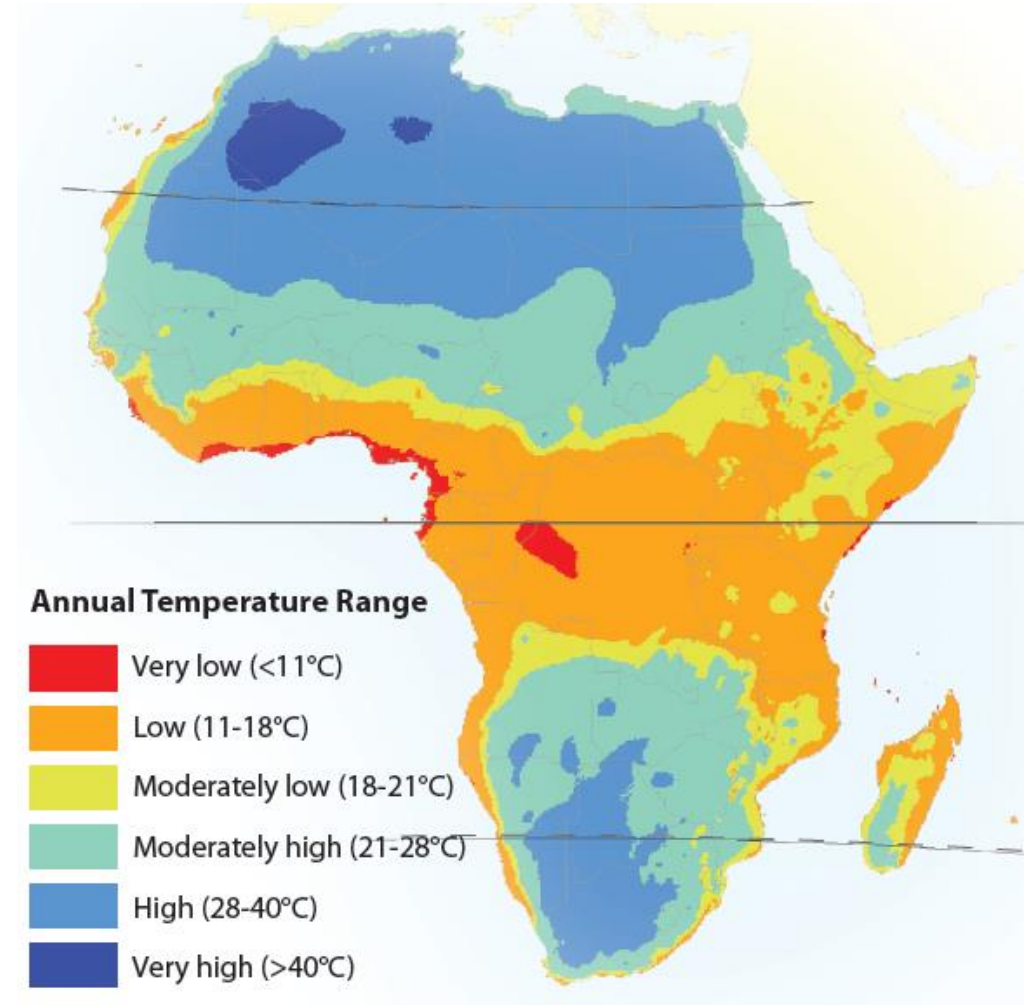 Annual Temperature Range
Very low (<11°C)
Low (11-18°C)
Moderately low (18-21°C)
Moderately high (21-28°C)
High (28-40°C)
Very high (>40°C)